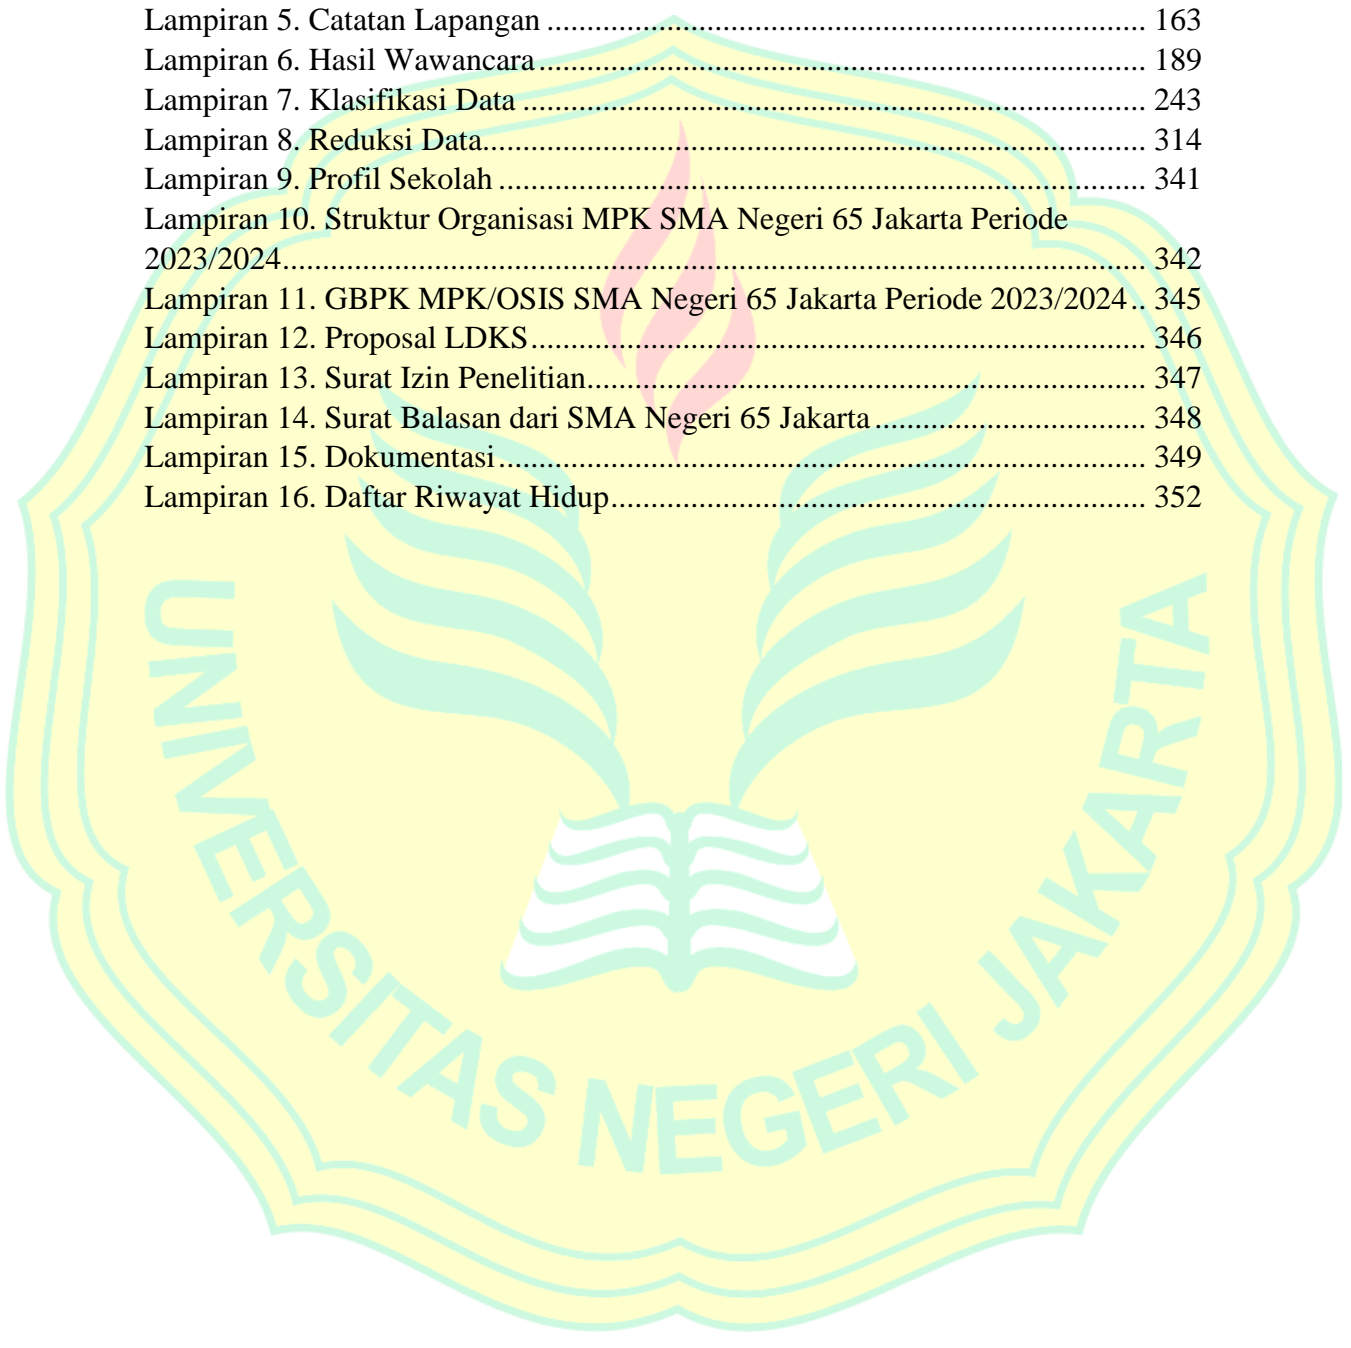 Lampiran 5. Catatan Lapangan ........................................................................... 163
Lampiran 6. Hasil Wawancara ............................................................................ 189
Lampiran 7. Klasifikasi Data .............................................................................. 243
Lampiran 8. Reduksi Data................................................................................... 314
Lampiran 9. Profil Sekolah ................................................................................. 341
Lampiran 10. Struktur Organisasi MPK SMA Negeri 65 Jakarta Periode
2023/2024............................................................................................................ 342
Lampiran 11. GBPK MPK/OSIS SMA Negeri 65 Jakarta Periode 2023/2024.. 345
Lampiran 12. Proposal LDKS............................................................................. 346
Lampiran 13. Surat Izin Penelitian...................................................................... 347
Lampiran 14. Surat Balasan dari SMA Negeri 65 Jakarta .................................. 348
Lampiran 15. Dokumentasi................................................................................. 349
Lampiran 16. Daftar Riwayat Hidup................................................................... 352
UNIVERSITAS NEGERI JAKARTA